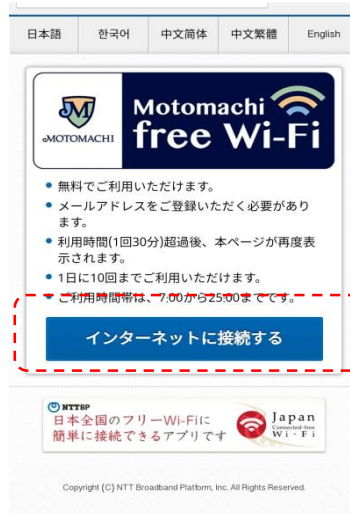 日本語 한국어 中文简体 中文繁體 English
MOTOMACHI
Motomachi
free Wi-Fi
• 無料でご利用いただけます。
• メールアドレスをご登録いただく必要があり
ます。
• 利用時間(1回30分)超過後、本ページが再度表
示されます。
• 1日に10回までご利用いただけます。
• ご利用時間帯は、7:00から25:00までです。
インターネットに接続する
NTTBP
日本全国のフリーWi-Fiに
簡単に接続できるアプリです
Japan
Connected-free
Wi-Fi
Copyright (C) NTT Broadband Platform, Inc. All Rights Reserved.